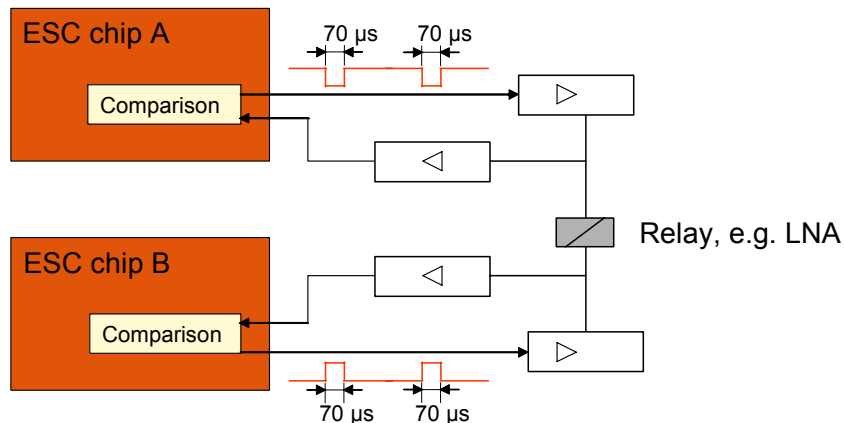 ESC chip A
70 µs 70 µs
Comparison
Relay, e.g. LNA
ESC chip B
Comparison
70 µs 70 µs